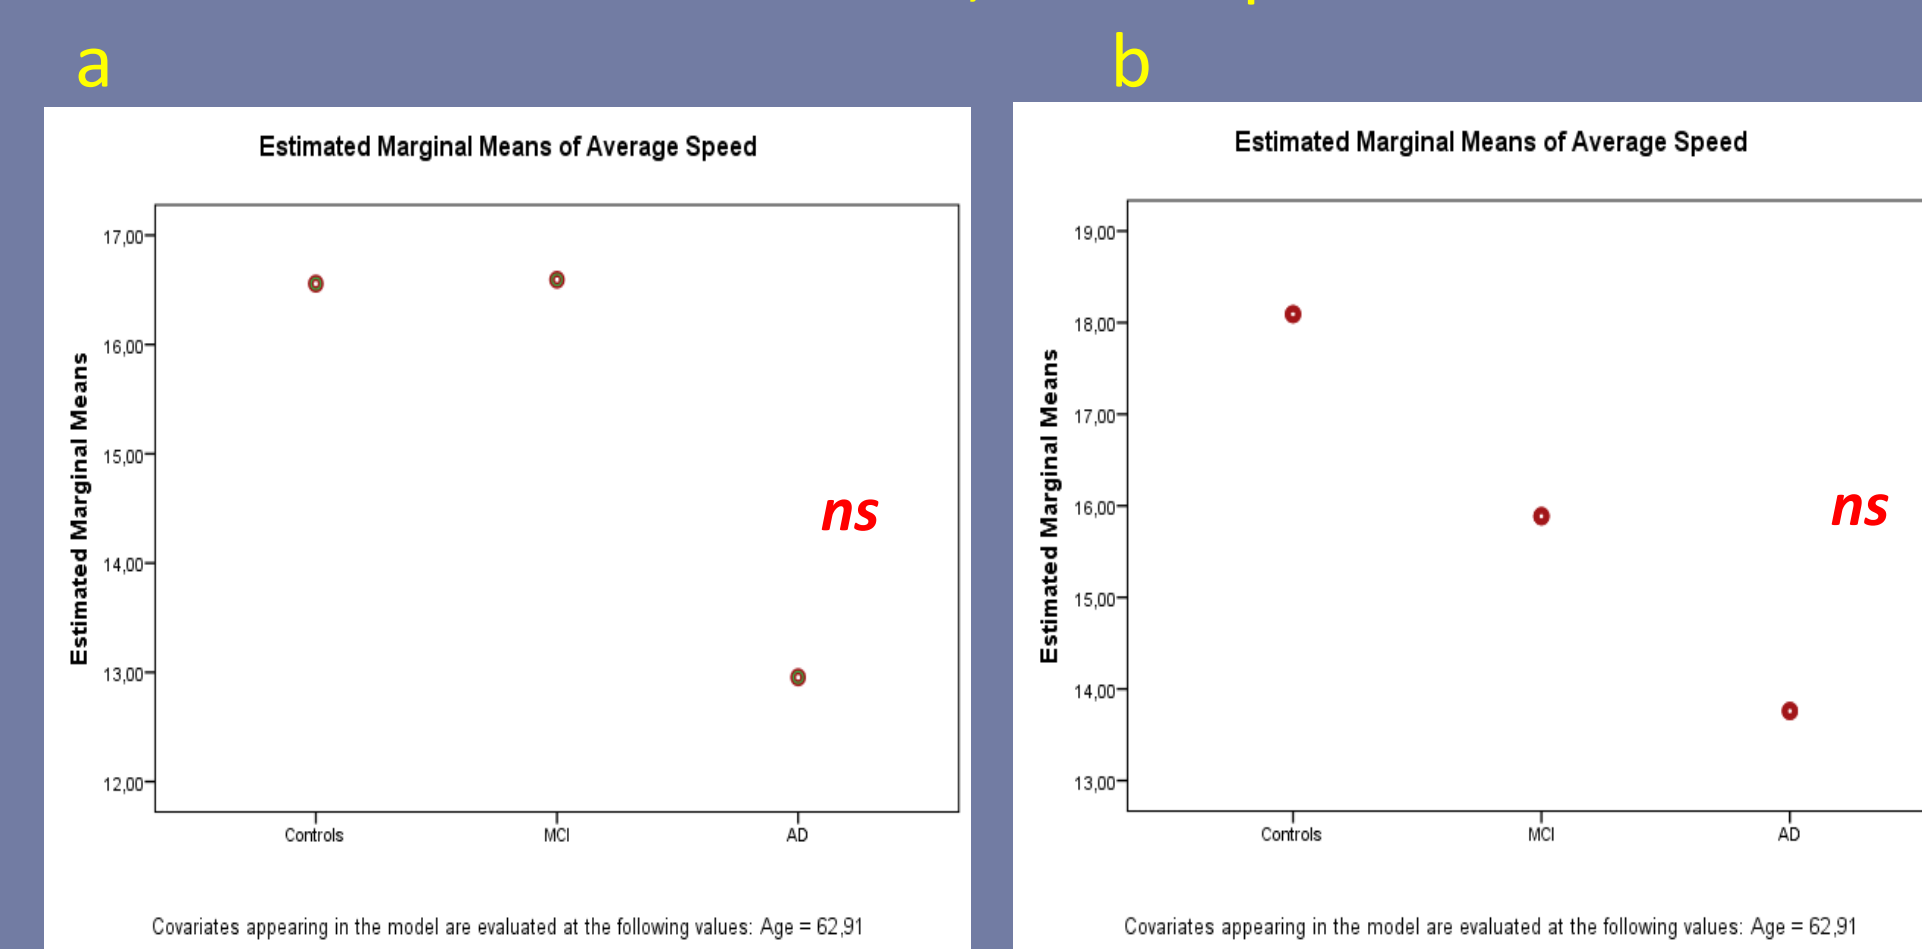 a
Estimated Marginal Means of Average Speed
Estimated Marginal Means
17,00
16,00
15,00
14,00
13,00
12,00
ns
Controls MCI AD
Covariates appearing in the model are evaluated at the following values: Age = 62,91
b
Estimated Marginal Means of Average Speed
Estimated Marginal Means
19,00
18,00
17,00
16,00
15,00
14,00
13,00
ns
Controls MCI AD
Covariates appearing in the model are evaluated at the following values: Age = 62,91